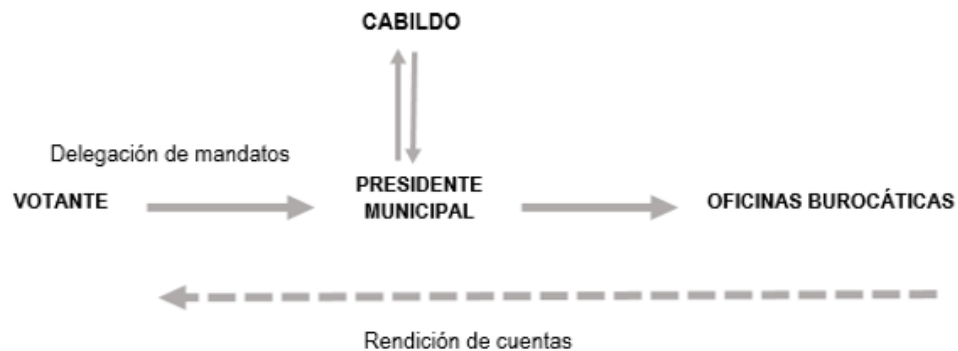 CABILDO
Delegación de mandatos
VOTANTE
PRESIDENTE
MUNICIPAL
OFICINAS BUROCÁTICAS
Rendición de cuentas